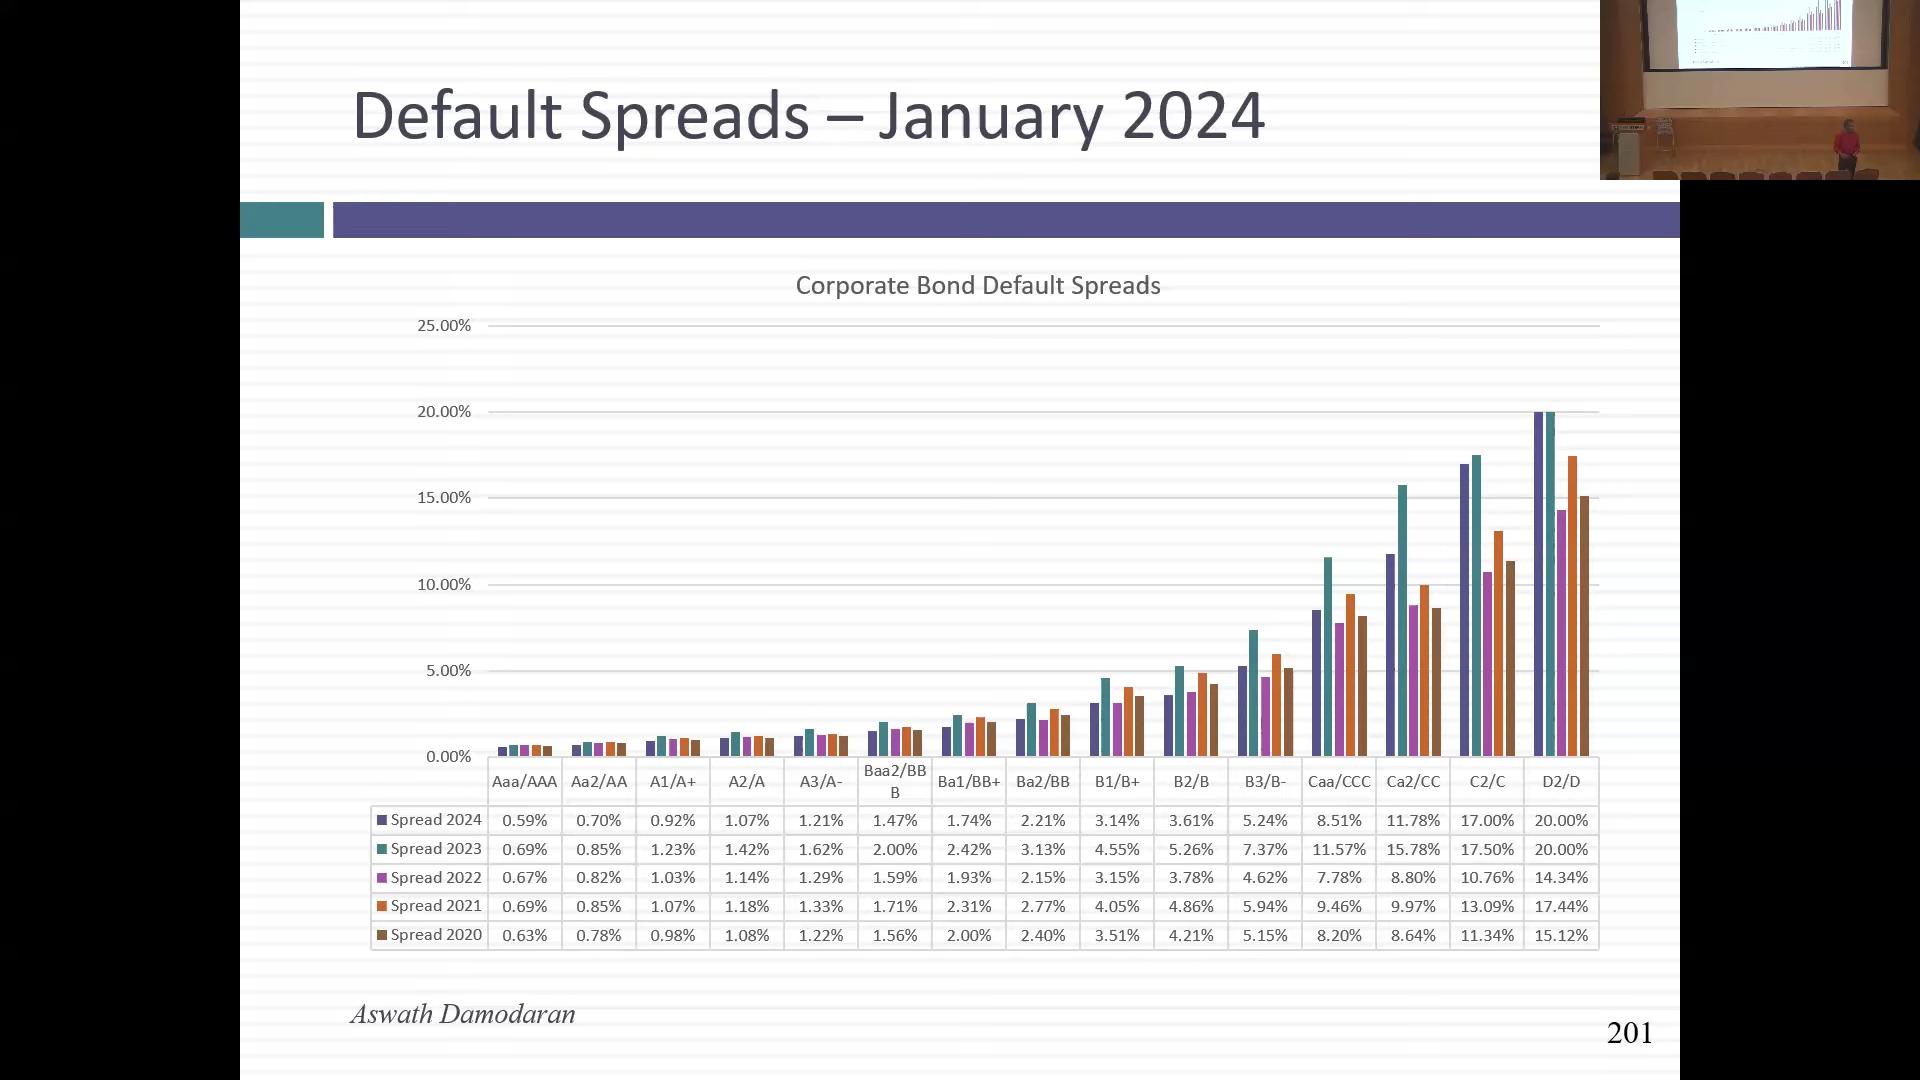 Default Spreads – January 2024
Corporate Bond Default Spreads
25.00%
20.00%
15.00%
10.00%
5.00%
0.00%
Aaa/AAA Aa2/AA A1/A+ A2/A A3/A- Baa2/BB Ba1/BB+ Ba2/BB B1/B+ B2/B B3/B- Caa/CCC Ca2/CC C2/C D2/D
B
Spread 2024 0.59% 0.70% 0.92% 1.07% 1.21% 1.47% 1.74% 2.21% 3.14% 3.61% 5.24% 8.51% 11.78% 17.00% 20.00%
Spread 2023 0.69% 0.85% 1.23% 1.42% 1.62% 2.00% 2.42% 3.13% 4.55% 5.26% 7.37% 11.57% 15.78% 17.50% 20.00%
Spread 2022 0.67% 0.82% 1.03% 1.14% 1.29% 1.59% 1.93% 2.15% 3.15% 3.78% 4.62% 7.78% 8.80% 10.76% 14.34%
Spread 2021 0.69% 0.85% 1.07% 1.18% 1.33% 1.71% 2.31% 2.77% 4.05% 4.86% 5.94% 9.46% 9.97% 13.09% 17.44%
Spread 2020 0.63% 0.78% 0.98% 1.08% 1.22% 1.56% 2.00% 2.40% 3.51% 4.21% 5.15% 8.20% 8.64% 11.34% 15.12%
Aswath Damodaran
201